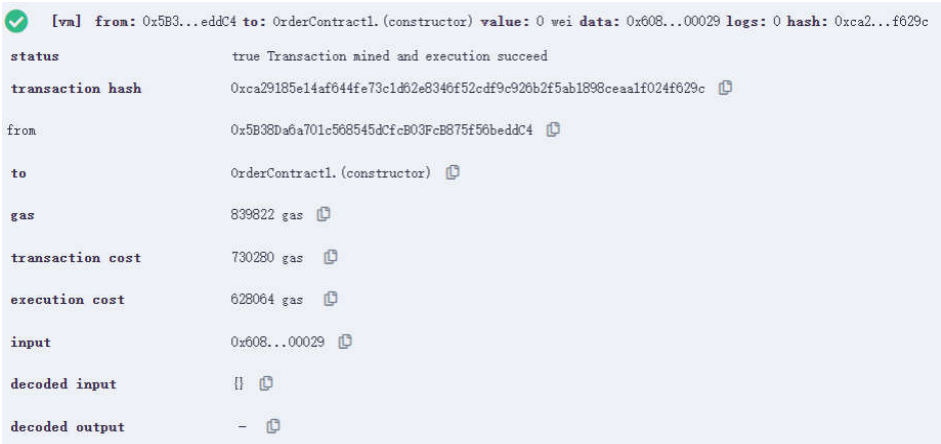 [vm] from: 0x5B3...eddC4 to: OrderContract1.(constructor) value: 0 wei data: 0x608...00029 logs: 0 hash: 0xca2...f629c
status true Transaction mined and execution succeed
transaction hash 0xca29185e14af644fe73c1d62e8346f52cdf9c926b2f5ab1898ceaa1f024f629c
from 0x5B38Da6a701c568545dCfcB03FcB875f56beddC4
to OrderContract1.(constructor)
gas 839822 gas
transaction cost 730280 gas
execution cost 628064 gas
input 0x608...00029
decoded input {}
decoded output -